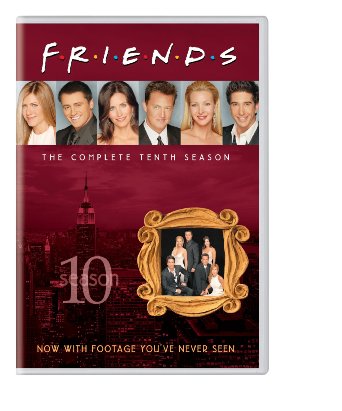 F•R•I•E•N•D•S
THE COMPLETE TENTH SEASON
season
10
NOW WITH FOOTAGE YOU'VE NEVER SEEN